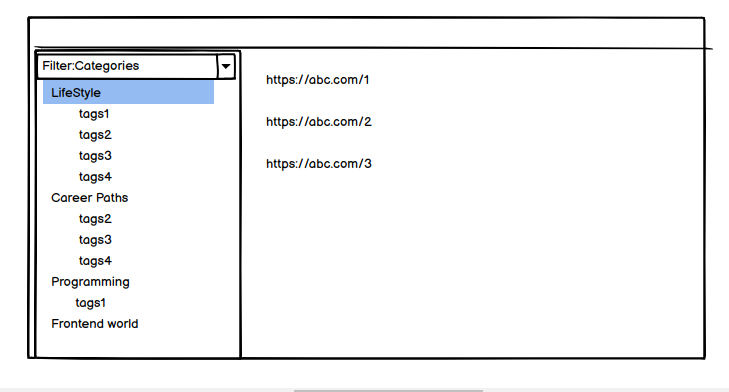 Filter:Categories
LifeStyle
tags1
tags2
tags3
tags4
Career Paths
tags2
tags3
tags4
Programming
tags1
Frontend world
https://abc.com/1
https://abc.com/2
https://abc.com/3